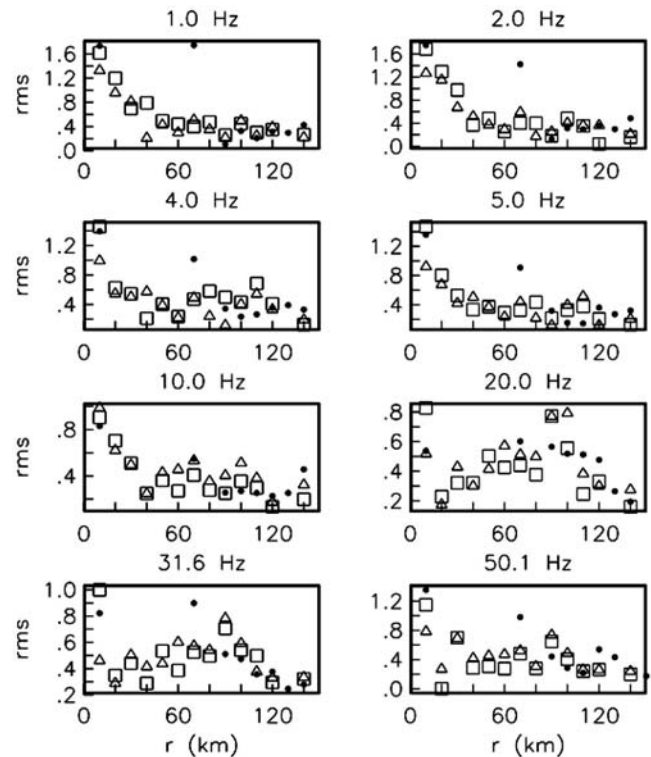 1.0 Hz 2.0 Hz
rms 1.6 1.2 .8 .4 .0
1.6 1.2 .8 .4 .0
0 60 120 0 60 120
4.0 Hz 5.0 Hz
rms 1.2 .8 .4
1.2 .8 .4
0 60 120 0 60 120
10.0 Hz 20.0 Hz
rms .8 .4
.8 .6 .4 .2
0 60 120 0 60 120
31.6 Hz 50.1 Hz
rms 1.0 .8 .6 .4 .2
1.2 .8 .4 .0
0 60 120 0 60 120
r (km) r (km)